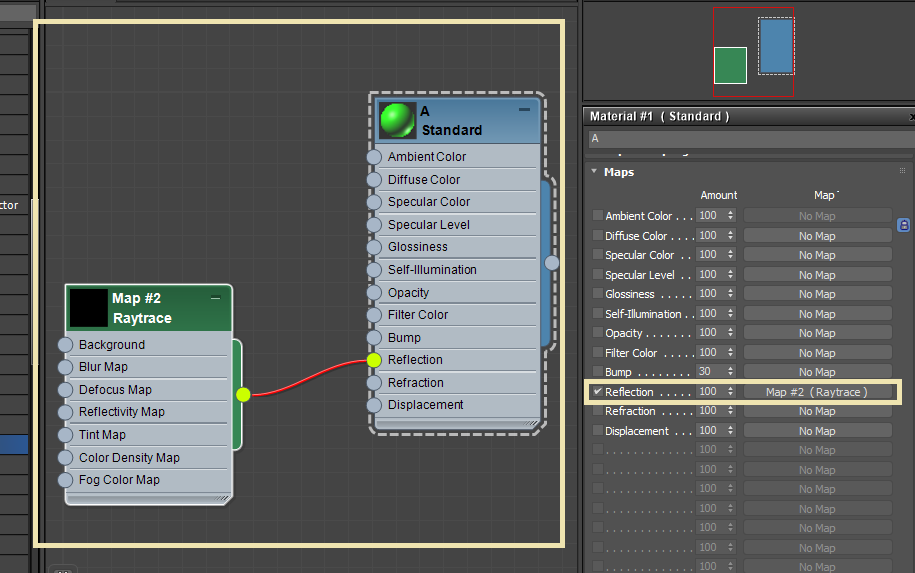 ctor
A
Standard
Ambient Color
Diffuse Color
Specular Color
Specular Level
Glossiness
Self-Illumination
Opacity
Filter Color
Bump
Reflection
Refraction
Displacement
Map #2
Raytrace
Background
Blur Map
Defocus Map
Reflectivity Map
Tint Map
Color Density Map
Fog Color Map
Material #1 ( Standard )
A
Maps
Amount Map
Ambient Color . . . 100 No Map
Diffuse Color . . . . 100 No Map
Specular Color . . 100 No Map
Specular Level . . 100 No Map
Glossiness . . . . . 100 No Map
Self-Illumination . . 100 No Map
Opacity . . . . . . . 100 No Map
Filter Color . . . . . 100 No Map
Bump . . . . . . . . 30 No Map
Reflection . . . . . 100 Map #2 ( Raytrace )
Refraction . . . . . 100 No Map
Displacement . . . 100 No Map
. . . . . . . . . . . . . 100 No Map
. . . . . . . . . . . . . 100 No Map
. . . . . . . . . . . . . 100 No Map
. . . . . . . . . . . . . 100 No Map
. . . . . . . . . . . . . 100 No Map
. . . . . . . . . . . . . 100 No Map
. . . . . . . . . . . . . 100 No Map